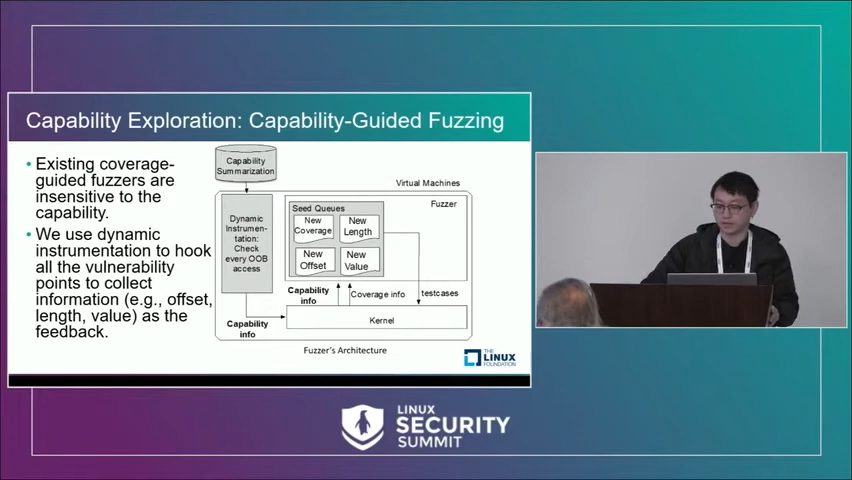 Capability Exploration: Capability-Guided Fuzzing
• Existing coverage-
guided fuzzers are
insensitive to the
capability.
• We use dynamic
instrumentation to hook
all the vulnerability
points to collect
information (e.g., offset,
length, value) as the
feedback.
Capability
Summarization
Virtual Machines
Dynamic
Instrumen-
tation:
Check
every OOB
access
Fuzzer
Seed Queues
New
Coverage
New
Length
New
Offset
New
Value
Capability
info
Coverage info
testcases
Capability
info
Kernel
Fuzzer's Architecture
THE
LINUX
FOUNDATION
LINUX
SECURITY
SUMMIT